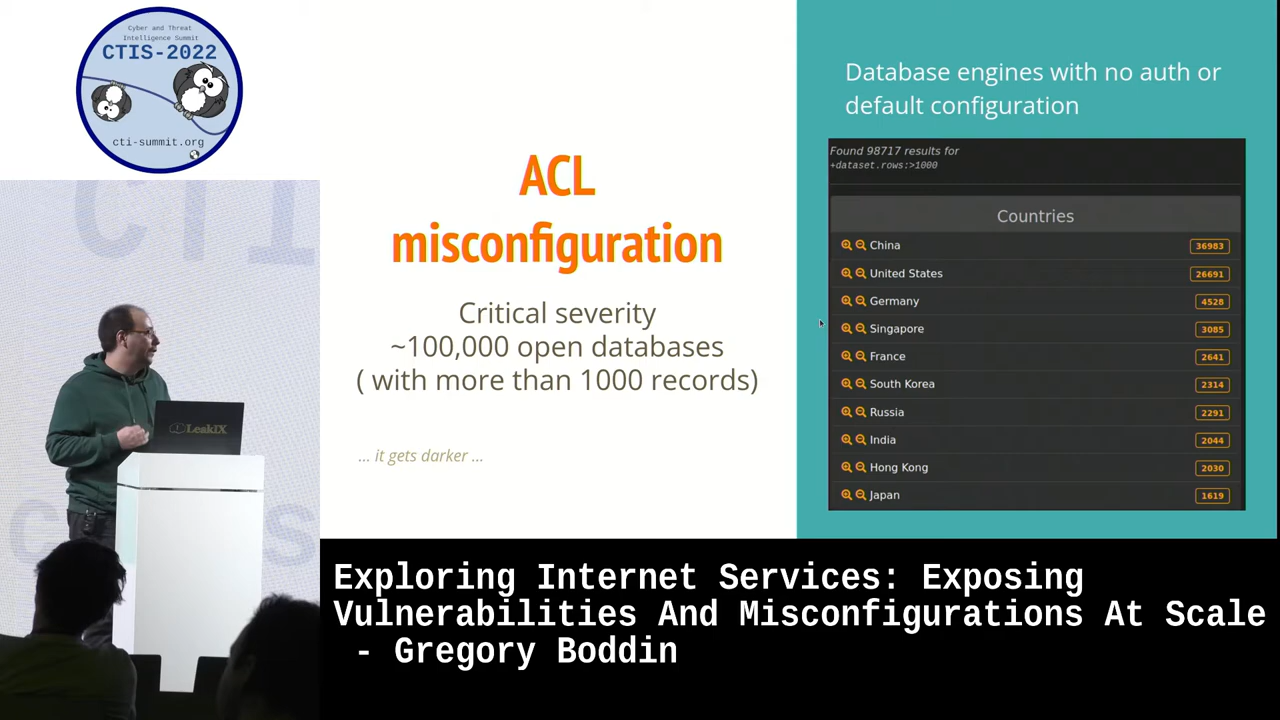 Cyber and Threat
Intelligence Summit
CTIS-2022
cti-summit.org
ACL
misconfiguration
Critical severity
~100,000 open databases
( with more than 1000 records)
... it gets darker ...
Database engines with no auth or
default configuration
Found 98717 results for
+dataset.rows:>1000
Countries
China 36983
United States 26691
Germany 4528
Singapore 3085
France 2641
South Korea 2314
Russia 2291
India 2044
Hong Kong 2030
Japan 1619
CTI
LeakIX
Exploring Internet Services: Exposing
Vulnerabilities And Misconfigurations At Scale
- Gregory Boddin